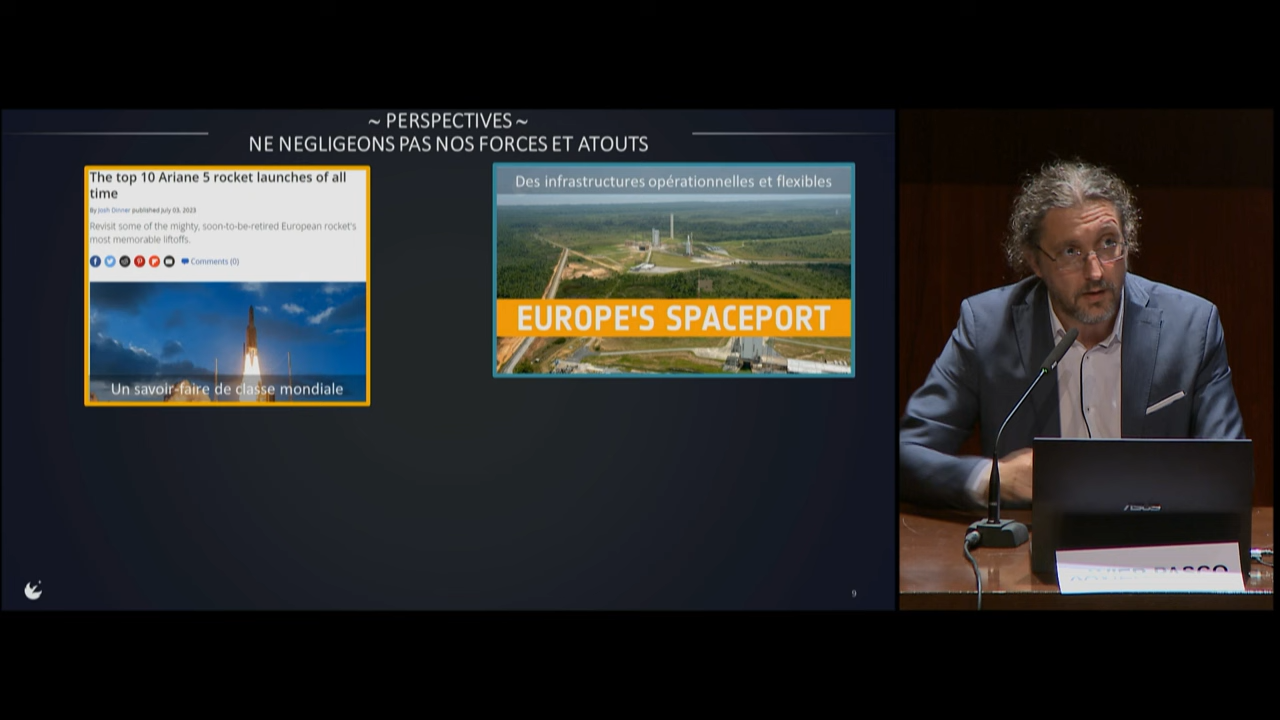 ~ PERSPECTIVES ~
NE NEGLIGEONS PAS NOS FORCES ET ATOUTS
The top 10 Ariane 5 rocket launches of all
time
By Josh Dinner published July 03, 2023
Revisit some of the mighty, soon-to-be-retired European rocket's
most memorable liftoffs.
Comments (0)
Un savoir-faire de classe mondiale
Des infrastructures opérationnelles et flexibles
EUROPE'S SPACEPORT
9
ASUS